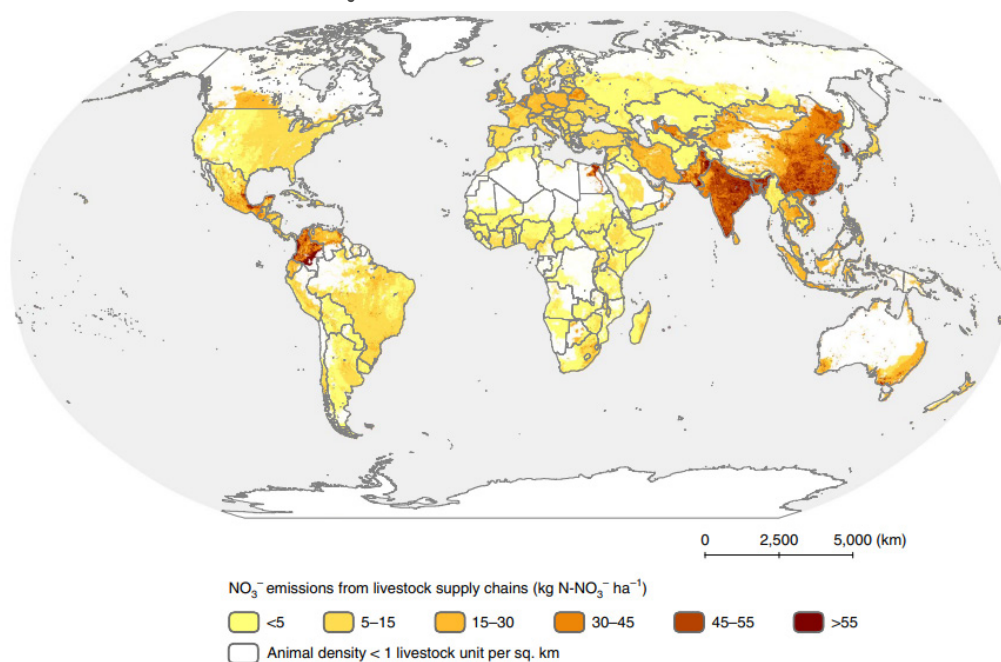 0 2,500 5,000 (km)
NO₃⁻ emissions from livestock supply chains (kg N-NO₃⁻ ha⁻¹)
<5 5–15 15–30 30–45 45–55 >55
Animal density < 1 livestock unit per sq. km